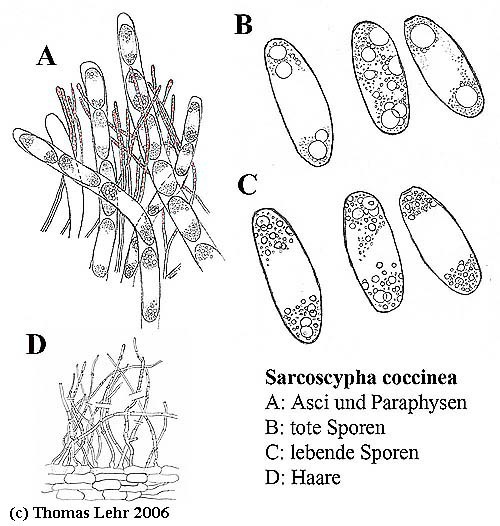 A
B
C
D
Sarcoscypha coccinea
A: Asci und Paraphysen
B: tote Sporen
C: lebende Sporen
D: Haare
(c) Thomas Lehr 2006